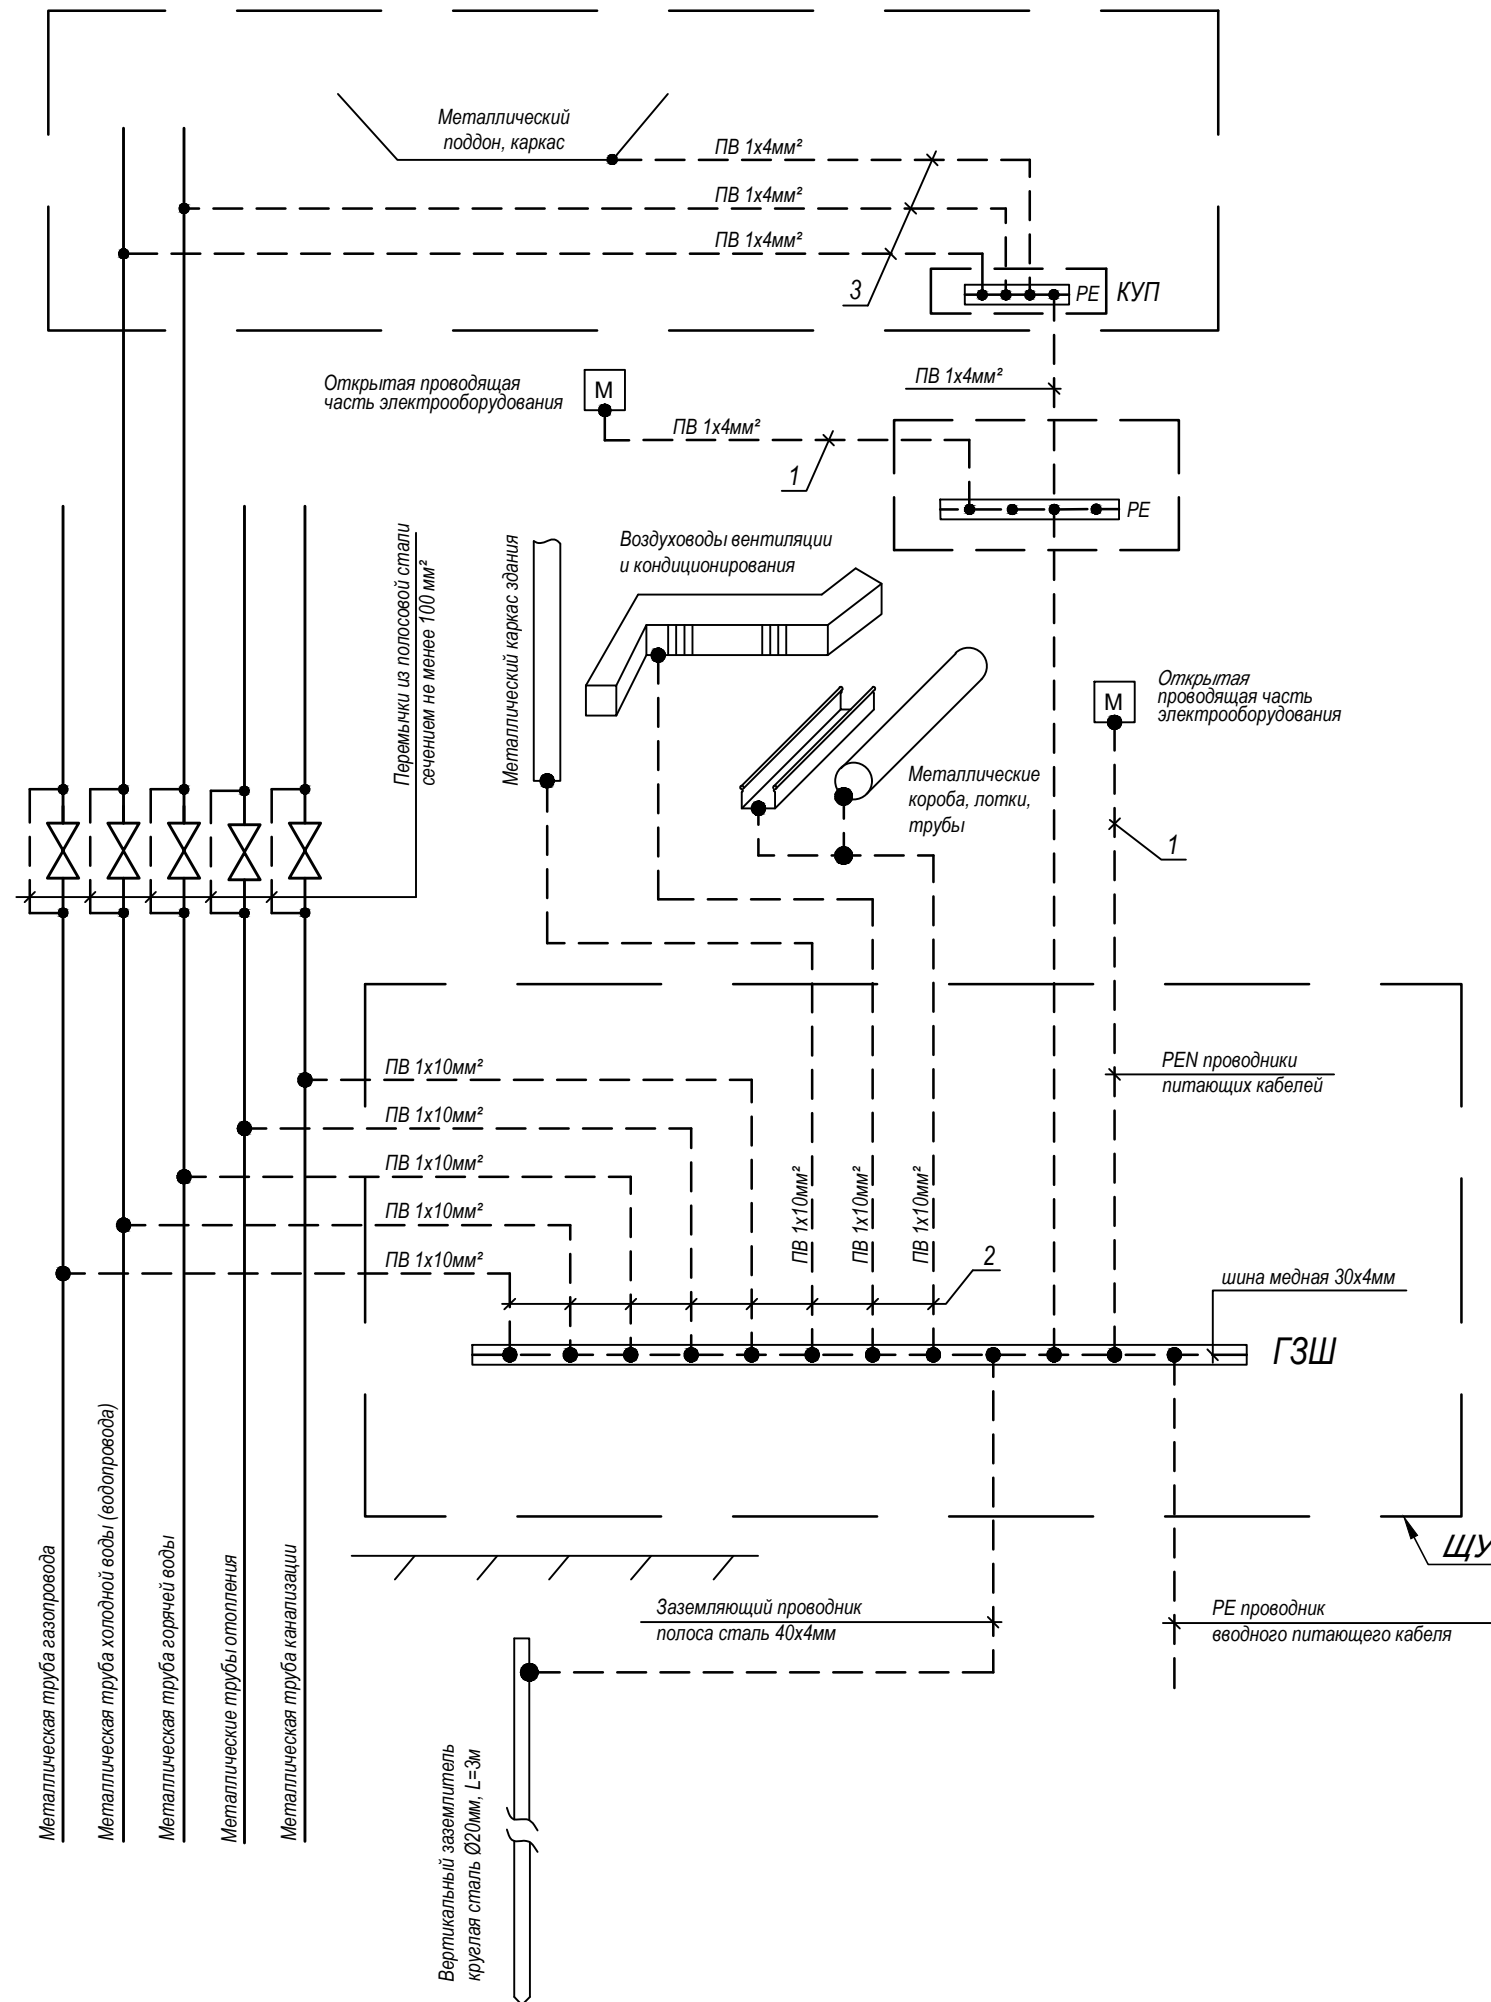 Металлический
поддон, каркас
ПВ 1х4мм²
ПВ 1х4мм²
ПВ 1х4мм²
3
РЕ
КУП
Открытая проводящая
часть электрооборудования
М
ПВ 1х4мм²
ПВ 1х4мм²
1
РЕ
Перемычки из полосовой стали
сечением не менее 100 мм²
Металлический каркас здания
Воздуховоды вентиляции
и кондиционирования
М
Открытая
проводящая часть
электрооборудования
Металлические
короба, лотки,
трубы
1
ПВ 1х10мм²
ПВ 1х10мм²
ПВ 1х10мм²
ПВ 1х10мм²
ПВ 1х10мм²
ПВ 1х10мм²
ПВ 1х10мм²
ПВ 1х10мм²
PEN проводники
питающих кабелей
2
шина медная 30х4мм
ГЗШ
Металлическая труба газопровода
Металлическая труба холодной воды (водопровода)
Металлическая труба горячей воды
Металлические трубы отопления
Металлическая труба канализации
ЩУ
Заземляющий проводник
полоса сталь 40х4мм
РЕ проводник
вводного питающего кабеля
Вертикальный заземлитель
круглая сталь Ø20мм, L=3м